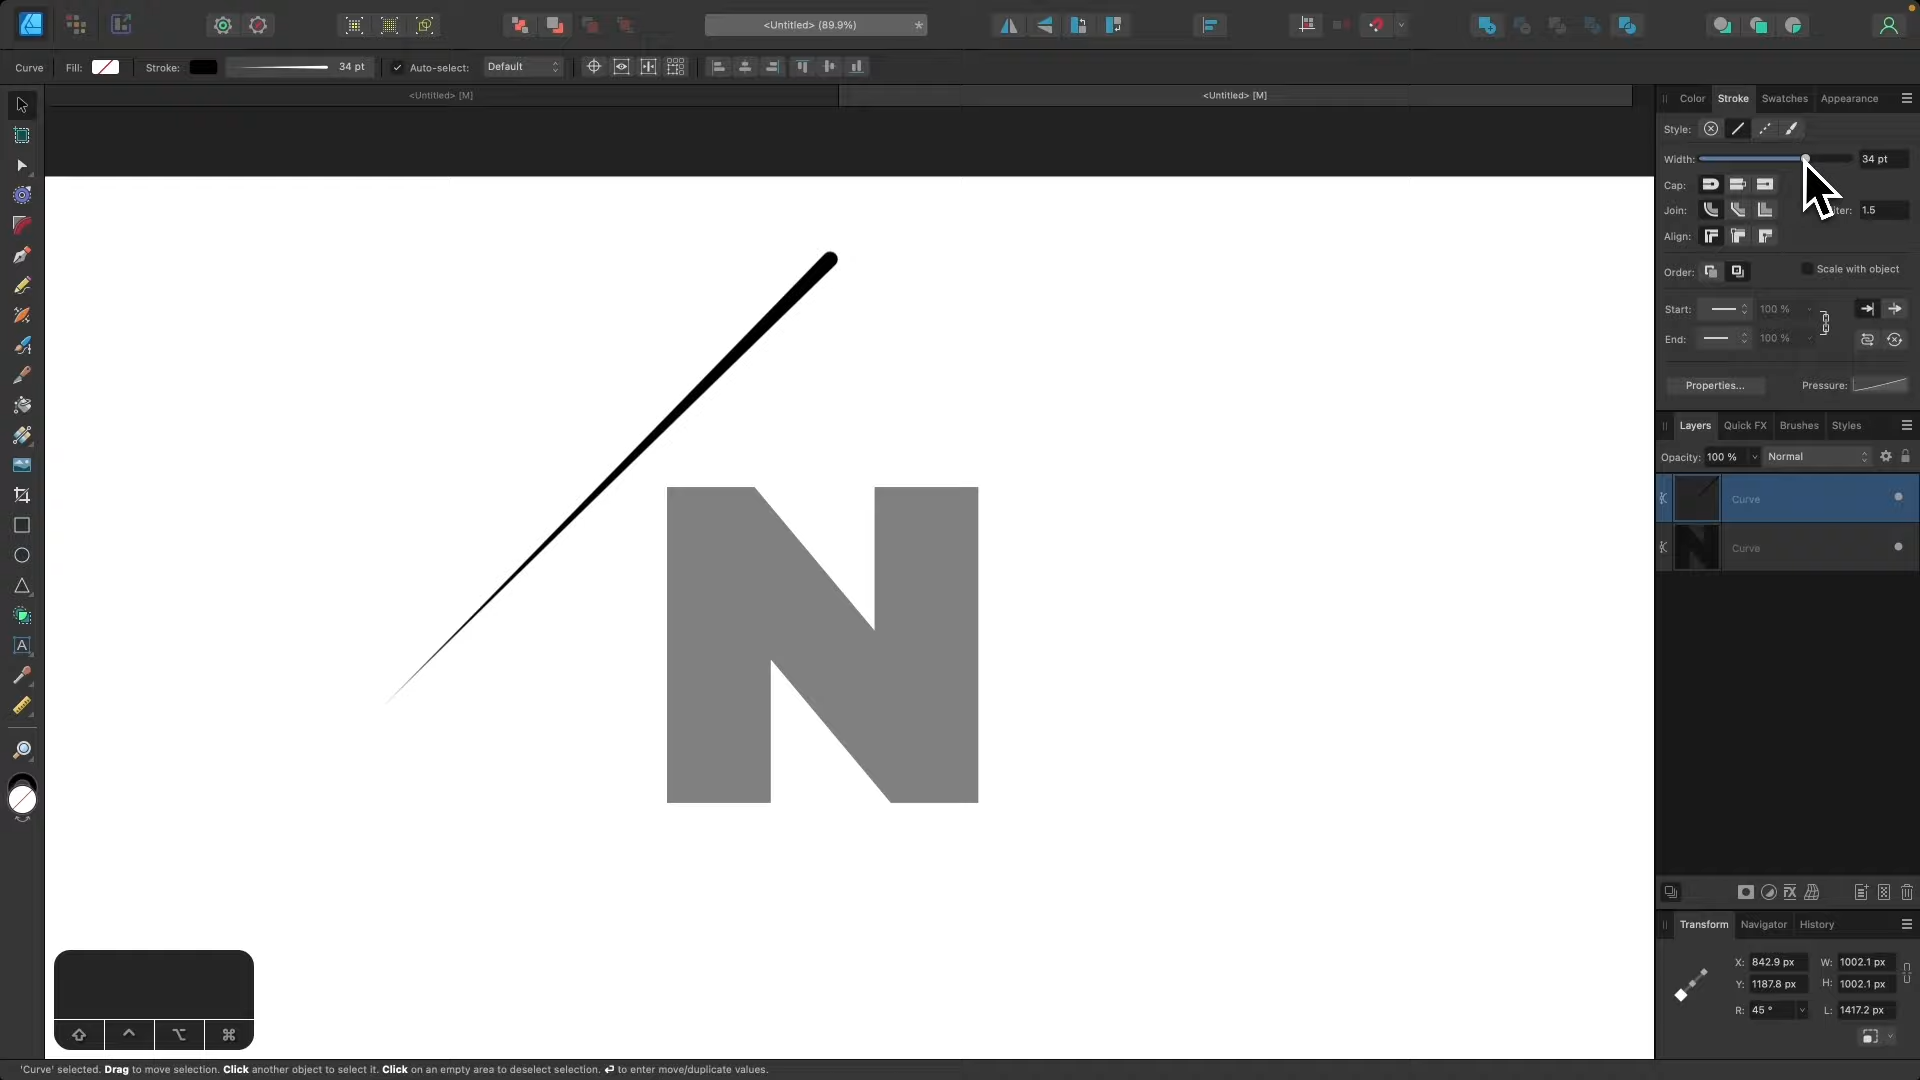 <Untitled> (89.9%)
*
Curve
Fill:
Stroke:
34 pt
Auto-select:
Default
<Untitled> [M]
<Untitled> [M]
Color
Stroke
Swatches
Appearance
Style:
Width:
34 pt
Cap:
Join:
1.5
Align:
Order:
Scale with object
Start:
100 %
End:
100 %
Properties...
Pressure:
Layers
Quick FX
Brushes
Styles
Opacity:
100 %
Normal
Curve
Curve
N
A
Transform
Navigator
History
X:
842.9 px
W:
1002.1 px
Y:
1187.8 px
H:
1002.1 px
R:
45 °
L:
1417.2 px
'Curve' selected. Drag to move selection. Click another object to select it. Click on an empty area to deselect selection. ↵ to enter move/duplicate values.